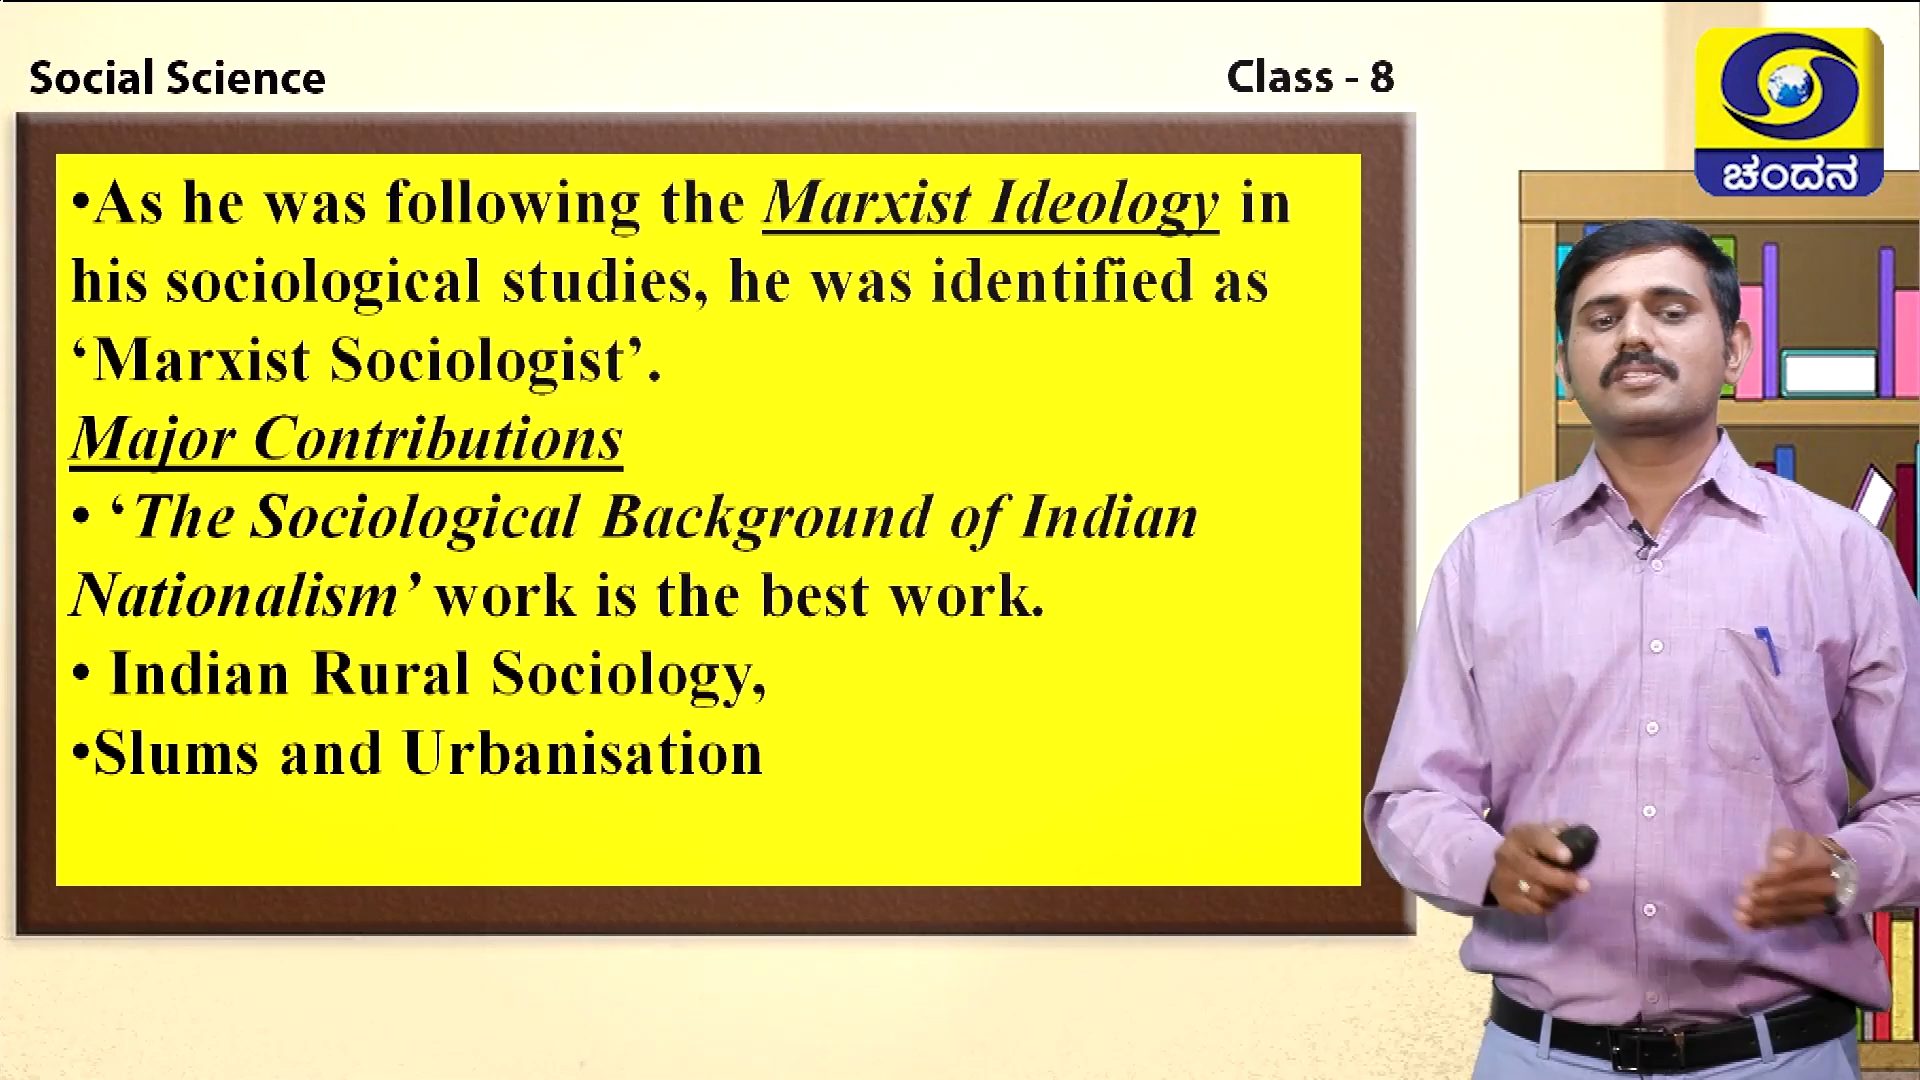 Social Science
Class - 8
ಚಂದನ
•As he was following the Marxist Ideology in
his sociological studies, he was identified as
‘Marxist Sociologist’.
Major Contributions
• ‘The Sociological Background of Indian
Nationalism’ work is the best work.
• Indian Rural Sociology,
•Slums and Urbanisation